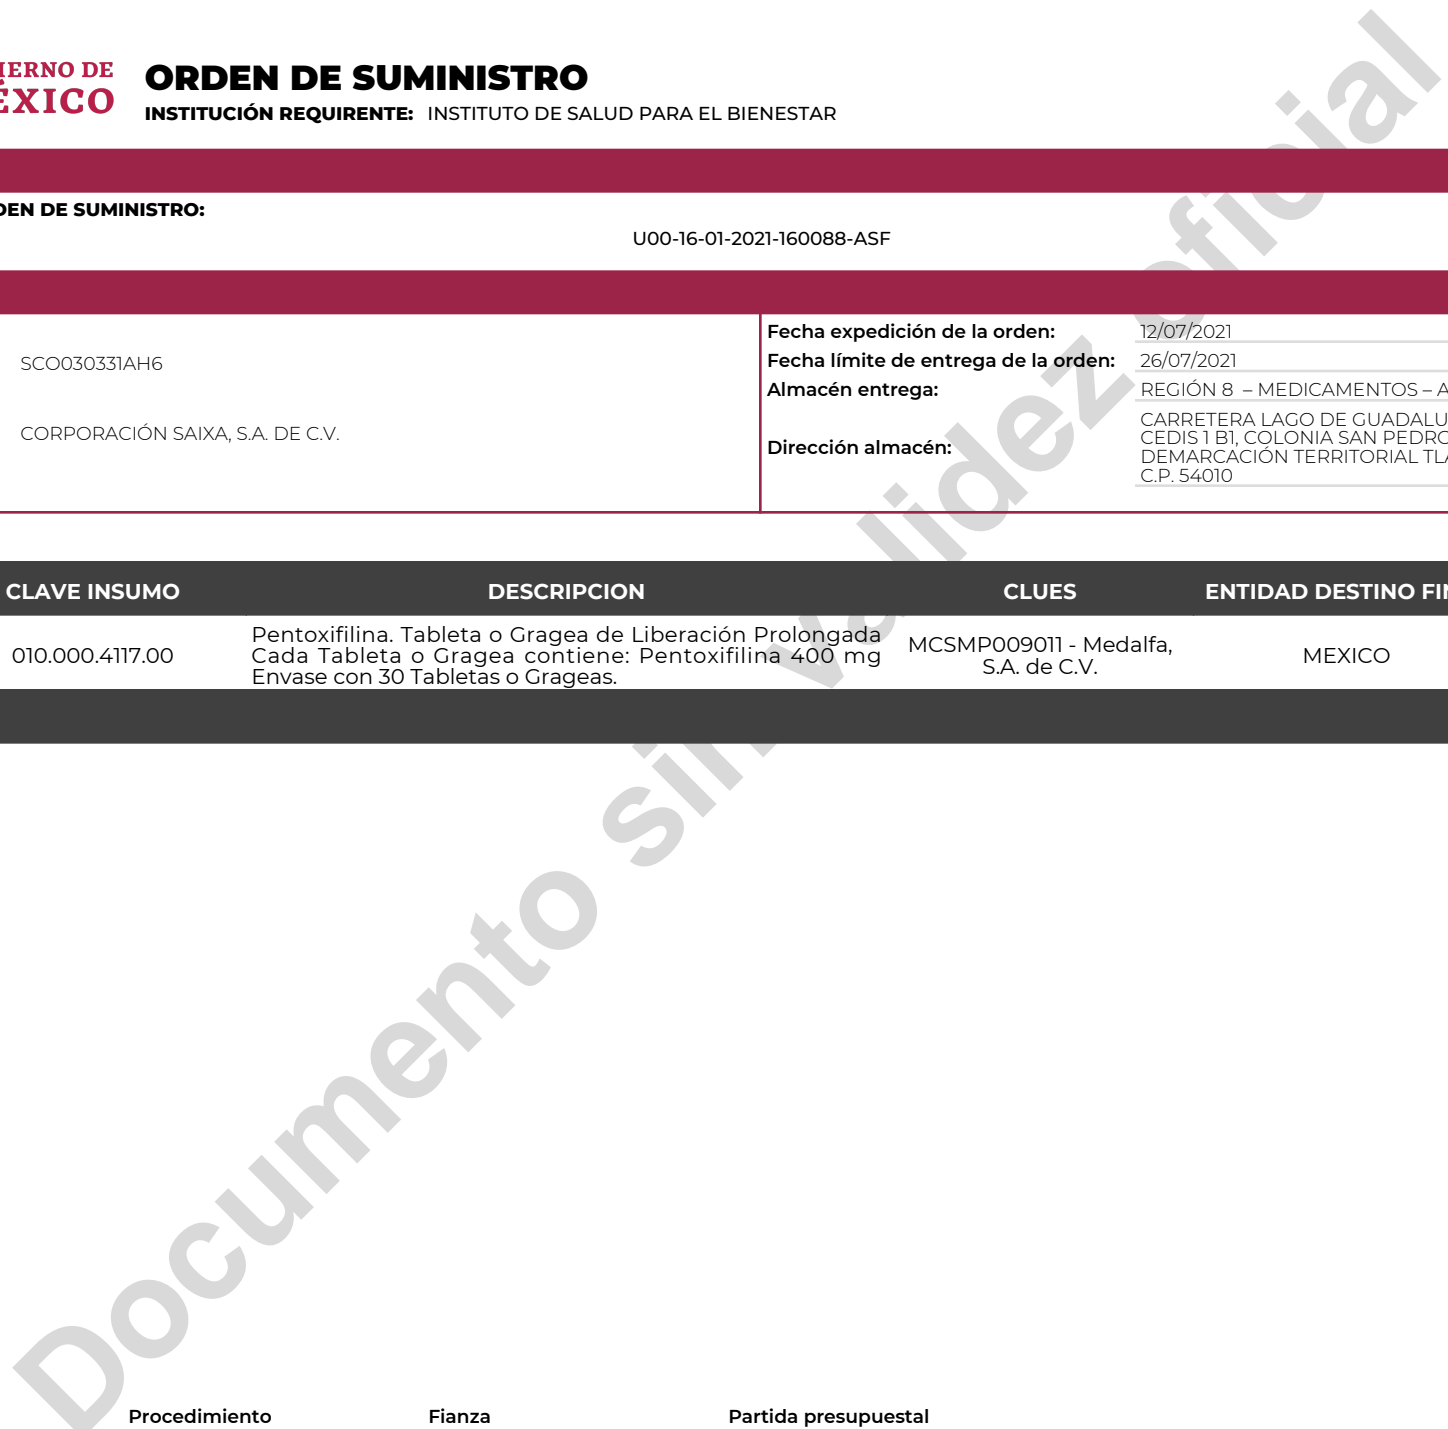 IERNO DE
ÉXICO
ORDEN DE SUMINISTRO
INSTITUCIÓN REQUIRENTE: INSTITUTO DE SALUD PARA EL BIENESTAR
DEN DE SUMINISTRO:
U00-16-01-2021-160088-ASF
SCO030331AH6
CORPORACIÓN SAIXA, S.A. DE C.V.
Fecha expedición de la orden: 12/07/2021
Fecha límite de entrega de la orden: 26/07/2021
Almacén entrega: REGIÓN 8 – MEDICAMENTOS – A
Dirección almacén:
CARRETERA LAGO DE GUADALU
CEDIS 1 B1, COLONIA SAN PEDRO
DEMARCACIÓN TERRITORIAL TLA
C.P. 54010
CLAVE INSUMO DESCRIPCION CLUES ENTIDAD DESTINO FIN
010.000.4117.00
Pentoxifilina. Tableta o Gragea de Liberación Prolongada
Cada Tableta o Gragea contiene: Pentoxifilina 400 mg
Envase con 30 Tabletas o Grageas.
MCSMP009011 - Medalfa,
S.A. de C.V.
MEXICO
Documento sin validez oficial
Procedimiento Fianza Partida presupuestal